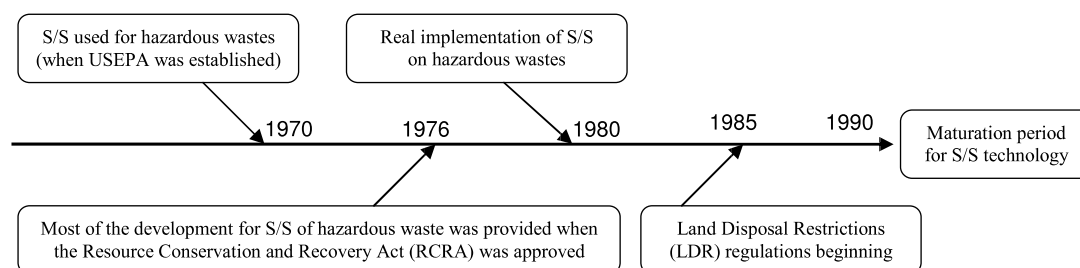 S/S used for hazardous wastes
(when USEPA was established)
Real implementation of S/S
on hazardous wastes
1970
1976
1980
1985
1990
Maturation period
for S/S technology
Most of the development for S/S of hazardous waste was provided when
the Resource Conservation and Recovery Act (RCRA) was approved
Land Disposal Restrictions
(LDR) regulations beginning